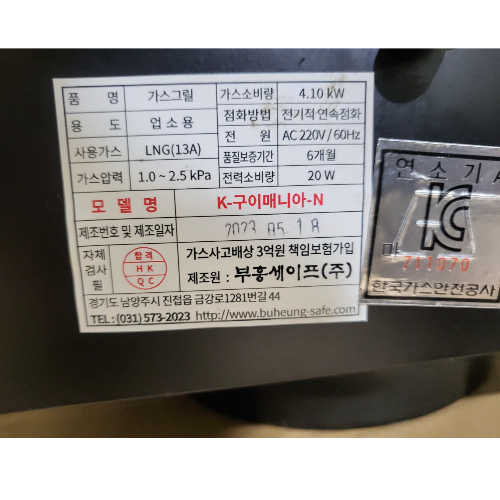 품 명 가스그릴 가스소비량 4.10 kW
용 도 업 소 용 점화방법 전기적 연속점화
사용가스 LNG(13A) 전 원 AC 220V / 60Hz
가스압력 1.0 ~ 2.5 kPa 품질보증기간 6개월
전력소비량 20 W
모 델 명 K-구이매니아-N
제조번호 및 제조일자 2023 05. 18
자체 검사 필 합격 HK QC
가스사고배상 3억원 책임보험가입
제조원 : 부흥세이프(주)
경기도 남양주시 진접읍 금강로1281번길 44
TEL : (031) 573-2023 http://www.buheung-safe.com
연 소 기
KC
711070
한국가스안전공사